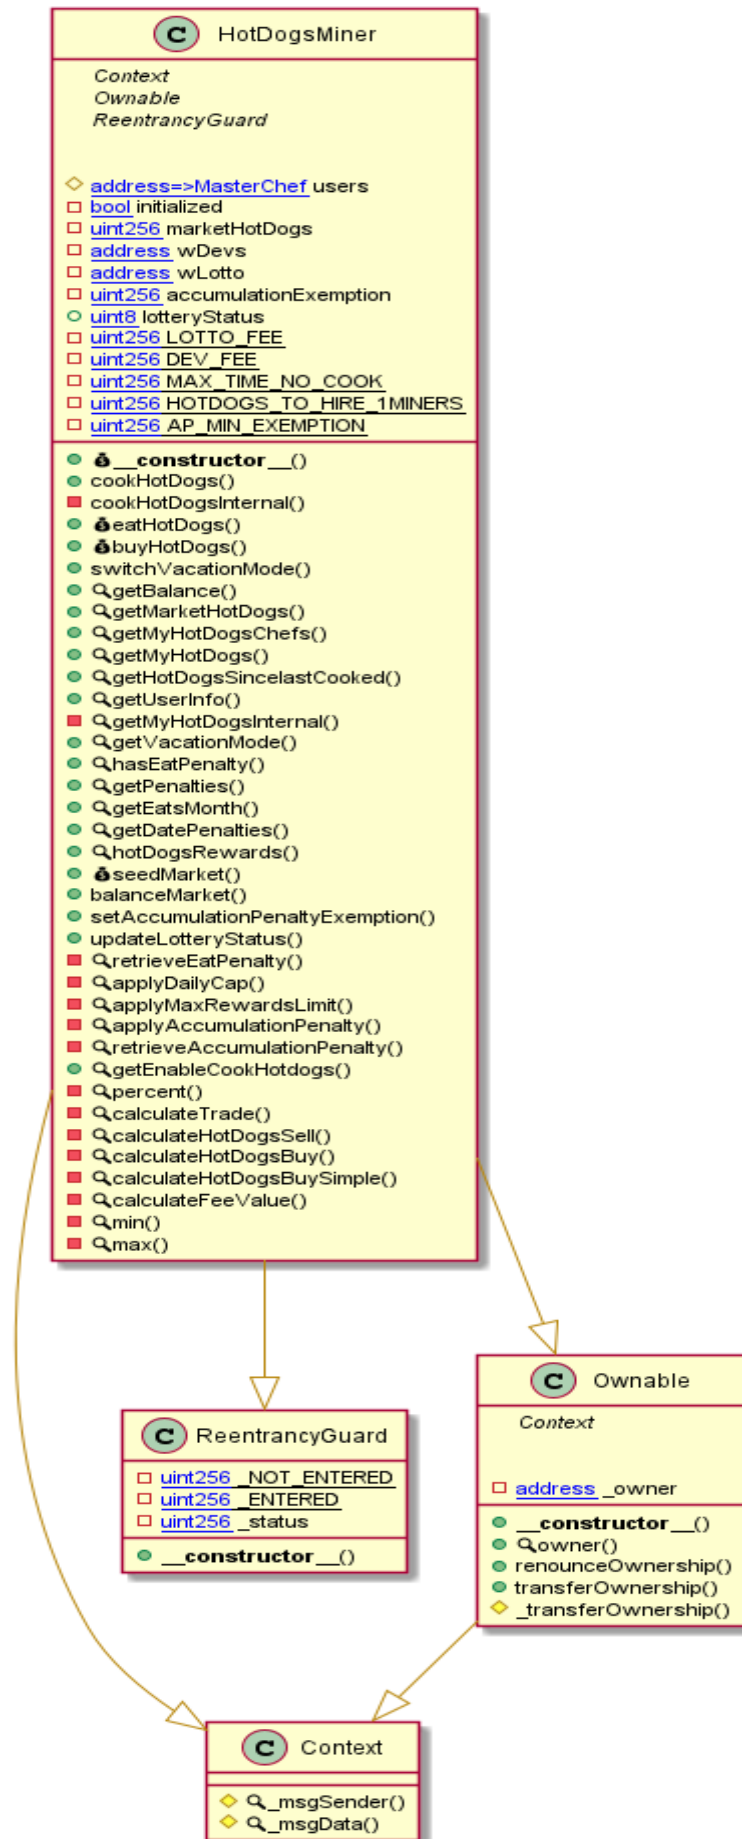 C HotDogsMiner
Context
Ownable
ReentrancyGuard
address=>MasterChef users
bool initialized
uint256 marketHotDogs
address wDevs
address wLotto
uint256 accumulationExemption
uint8 lotteryStatus
uint256 LOTTO_FEE
uint256 DEV_FEE
uint256 MAX_TIME_NO_COOK
uint256 HOTDOGS_TO_HIRE_1MINERS
uint256 AP_MIN_EXEMPTION
__constructor__()
cookHotDogs()
cookHotDogsInternal()
eatHotDogs()
buyHotDogs()
switchVacationMode()
getBalance()
getMarketHotDogs()
getMyHotDogsChefs()
getMyHotDogs()
getHotDogsSincelastCooked()
getUserInfo()
getMyHotDogsInternal()
getVacationMode()
hasEatPenalty()
getPenalties()
getEatsMonth()
getDatePenalties()
hotDogsRewards()
seedMarket()
balanceMarket()
setAccumulationPenaltyExemption()
updateLotteryStatus()
retrieveEatPenalty()
applyDailyCap()
applyMaxRewardsLimit()
applyAccumulationPenalty()
retrieveAccumulationPenalty()
getEnableCookHotdogs()
percent()
calculateTrade()
calculateHotDogsSell()
calculateHotDogsBuy()
calculateHotDogsBuySimple()
calculateFeeValue()
min()
max()
C Ownable
Context
address _owner
__constructor__()
owner()
renounceOwnership()
transferOwnership()
_transferOwnership()
C ReentrancyGuard
uint256 _NOT_ENTERED
uint256 _ENTERED
uint256 _status
__constructor__()
C Context
_msgSender()
_msgData()